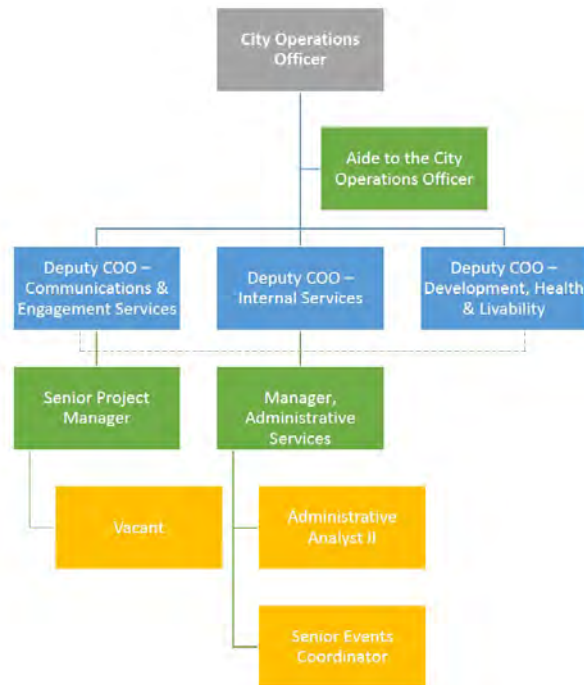 City Operations
Officer
Aide to the City
Operations Officer
Deputy COO –
Communications &
Engagement Services
Deputy COO –
Internal Services
Deputy COO –
Development, Health
& Livability
Senior Project
Manager
Manager,
Administrative
Services
Vacant
Administrative
Analyst II
Senior Events
Coordinator